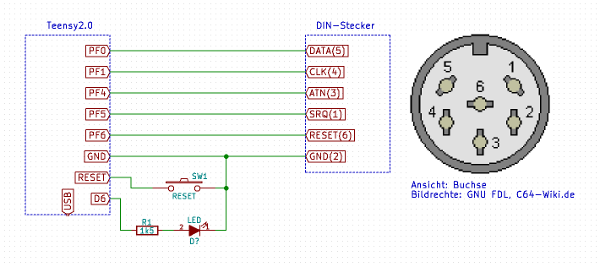 Teensy2.0
DIN-Stecker
PF0
DATA(5)
PF1
CLK(4)
PF4
ATN(3)
PF5
SRQ(1)
PF6
RESET(6)
GND
GND(2)
RESET
SW1
RESET
D6
USB
R1
1k5
LED
2
1
D?
5
1
6
4
2
3
Ansicht: Buchse
Bildrechte: GNU FDL, C64-Wiki.de